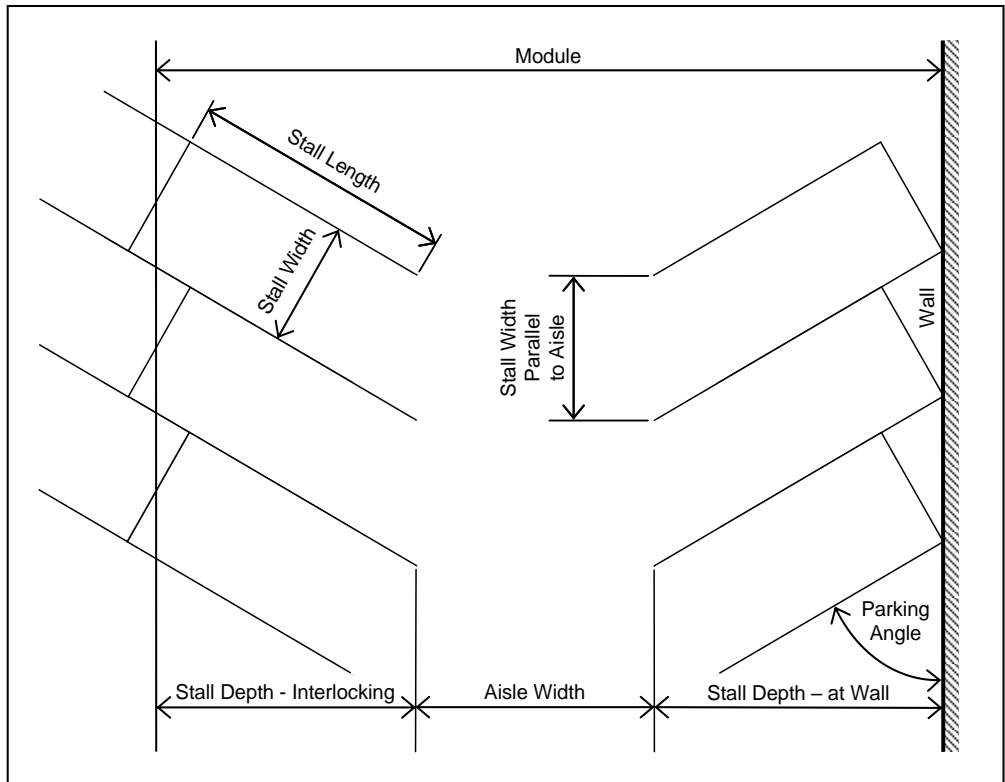 Module
Stall Length
Stall Width
Stall Width
Parallel
to Aisle
Wall
Parking
Angle
Stall Depth - Interlocking
Aisle Width
Stall Depth – at Wall